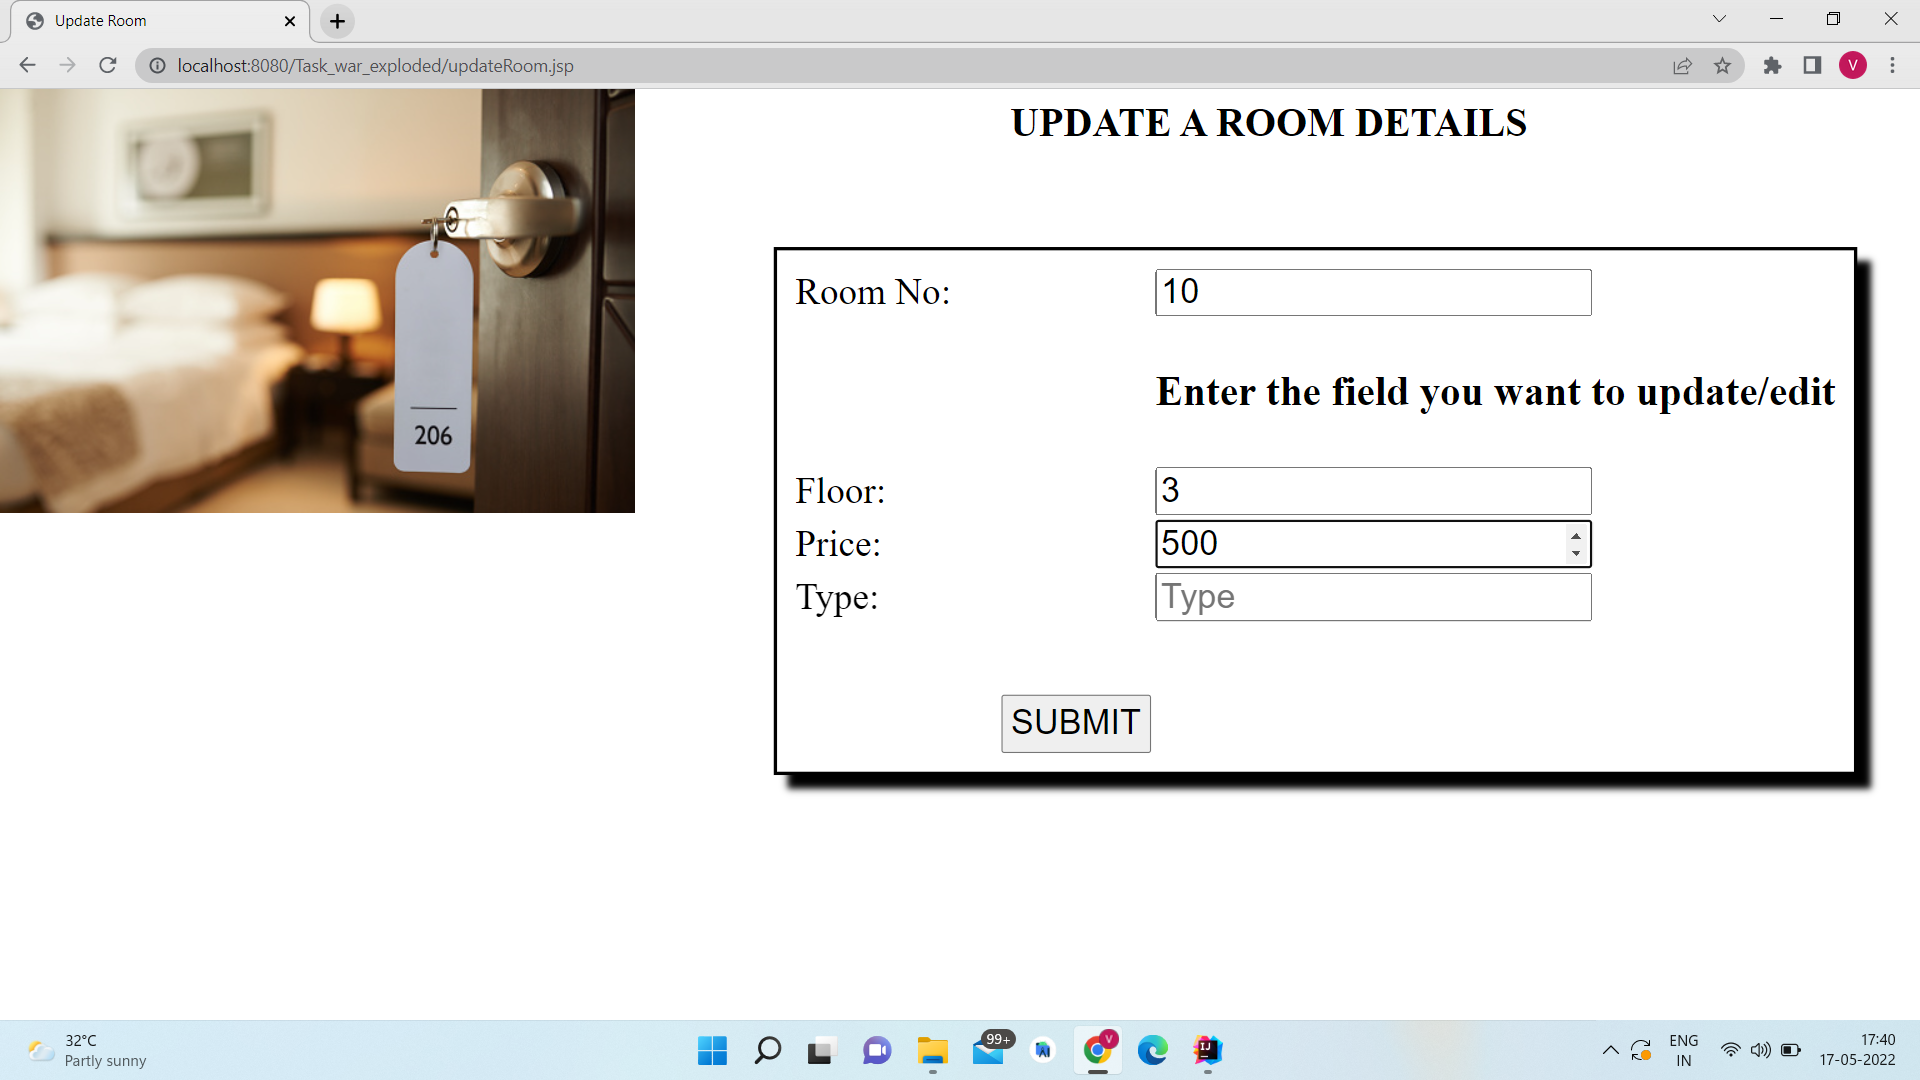 Update Room
localhost:8080/Task_war_exploded/updateRoom.jsp
V
UPDATE A ROOM DETAILS
206
Room No: 10
Enter the field you want to update/edit
Floor: 3
Price: 500
Type: Type
SUBMIT
32°C
Partly sunny
99+
V
IJ
ENG
IN
17:40
17-05-2022